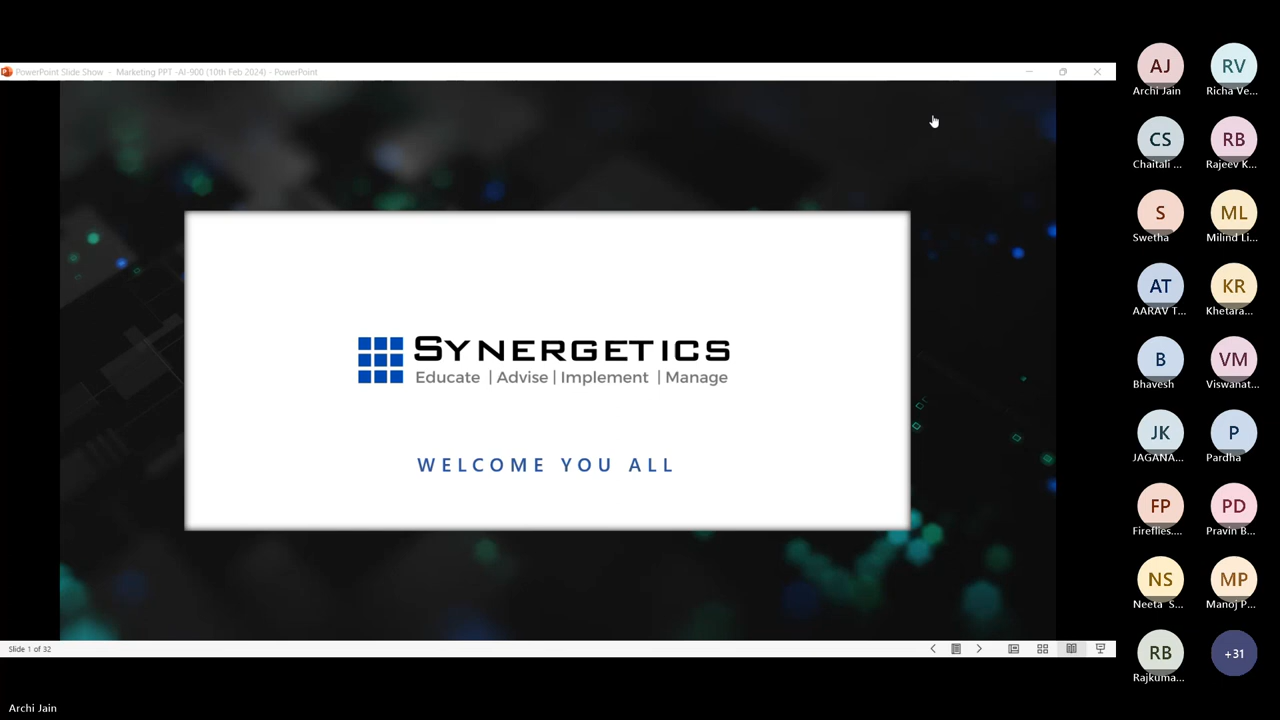 PowerPoint Slide Show - Marketing PPT -AI-900 (10th Feb 2024) - PowerPoint
SYNERGETICS
Educate | Advise | Implement | Manage
WELCOME YOU ALL
Slide 1 of 32
Archi Jain
AJ
Archi Jain
RV
Richa Ve...
CS
Chaitali ...
RB
Rajeev K...
S
Swetha
ML
Milind Li...
AT
AARAV T...
KR
Khetara...
B
Bhavesh
VM
Viswanat...
JK
JAGANA...
P
Pardha
FP
Fireflies....
PD
Pravin B...
NS
Neeta S...
MP
Manoj P...
RB
Rajkuma...
+31